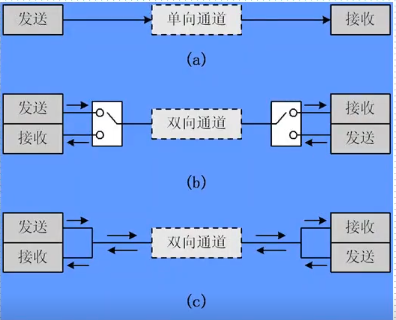 发送 单向通道 接收
(a)
发送 接收
双向通道
接收 发送
(b)
发送 接收
双向通道
接收 发送
(c)